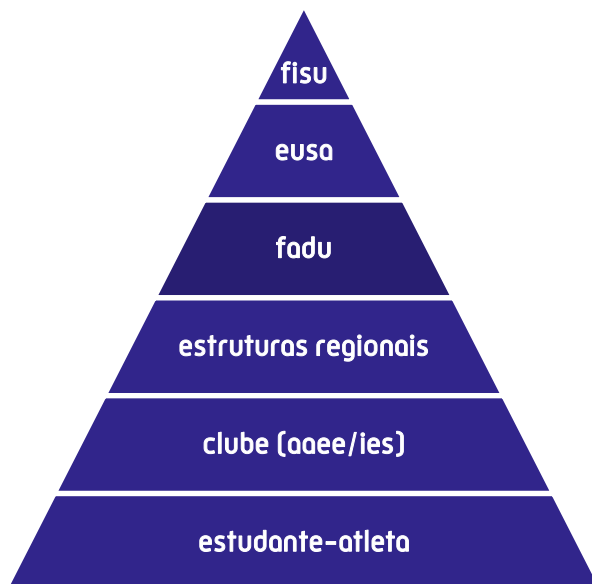 fisu
eusa
fadu
estruturas regionais
clube (aaee/ies)
estudante-atleta